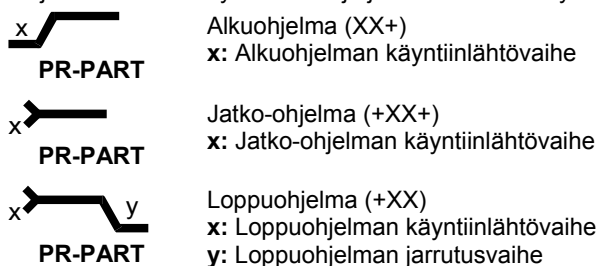 x
PR-PART
Alkuohjelma (XX+)
x: Alkuohjelman käyntiinlähtövaihe
x
PR-PART
Jatko-ohjelma (+XX+)
x: Jatko-ohjelman käyntiinlähtövaihe
x y
PR-PART
Loppuohjelma (+XX)
x: Loppuohjelman käyntiinlähtövaihe
y: Loppuohjelman jarrutusvaihe